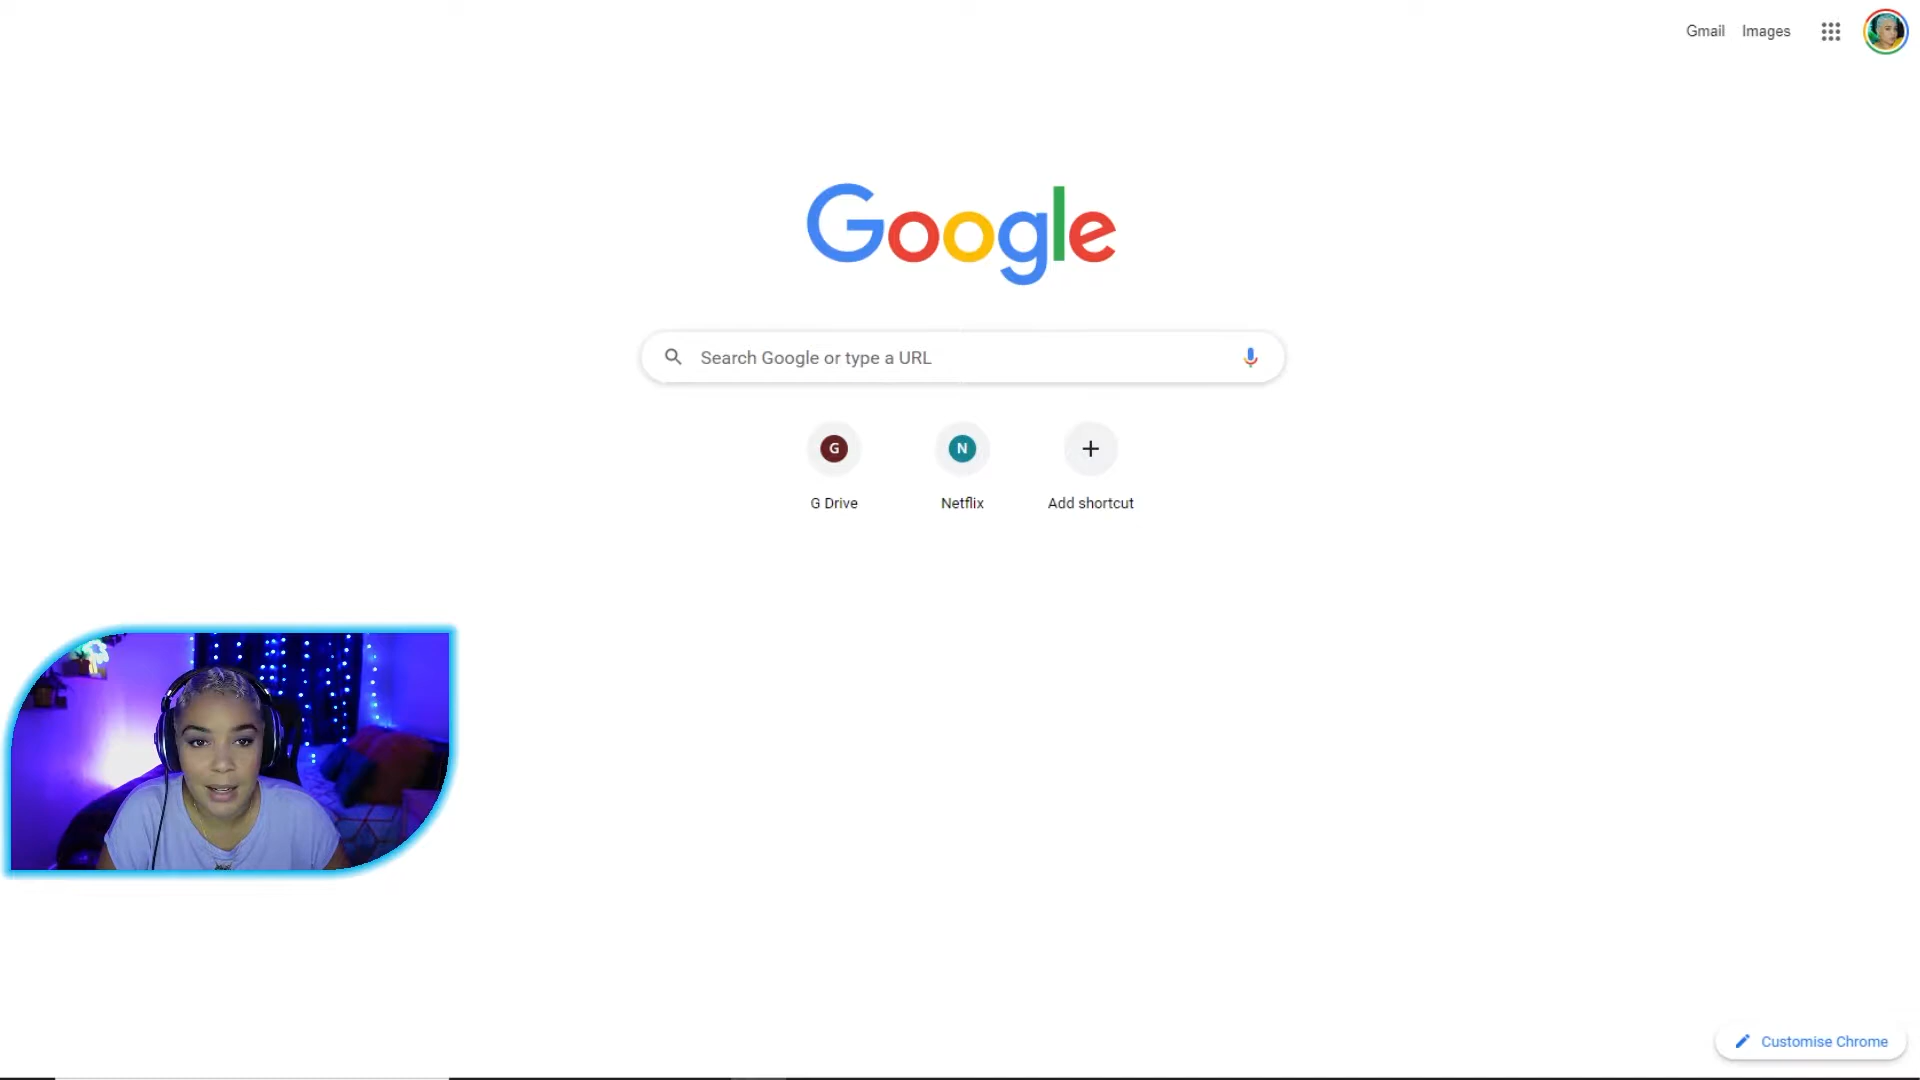 Gmail Images
Google
Search Google or type a URL
G N
G Drive Netflix Add shortcut
Customise Chrome